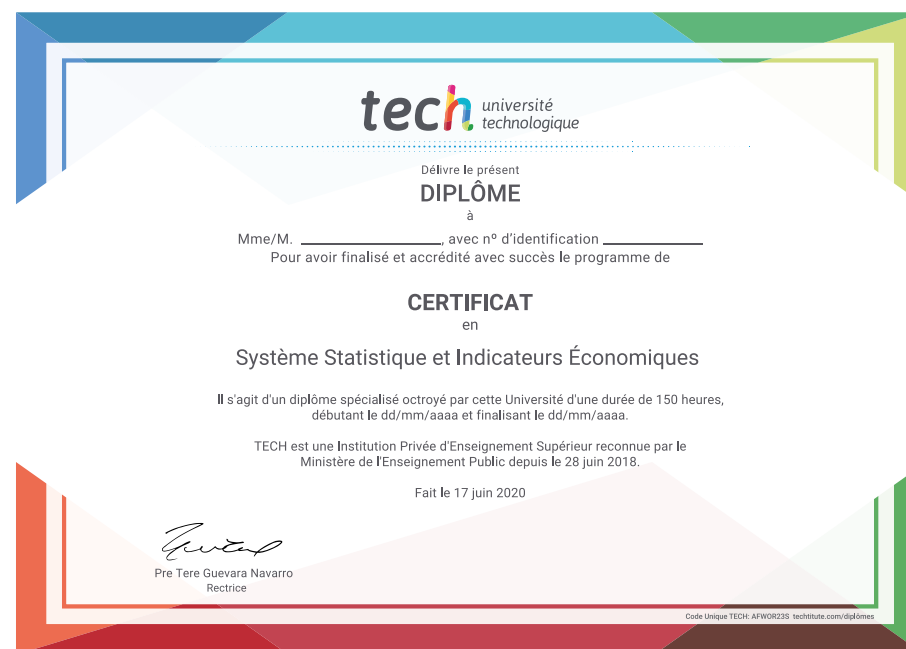 tech université
technologique
Délivre le présent
DIPLÔME
à
Mme/M. ____________________, avec nº d'identification ______________
Pour avoir finalisé et accrédité avec succès le programme de
CERTIFICAT
en
Système Statistique et Indicateurs Économiques
Il s'agit d'un diplôme spécialisé octroyé par cette Université d'une durée de 150 heures,
débutant le dd/mm/aaaa et finalisant le dd/mm/aaaa.
TECH est une Institution Privée d'Enseignement Supérieur reconnue par le
Ministère de l'Enseignement Public depuis le 28 juin 2018.
Fait le 17 juin 2020
Pre Tere Guevara Navarro
Rectrice
Code Unique TECH: AFWOR23S techtitute.com/diplômes